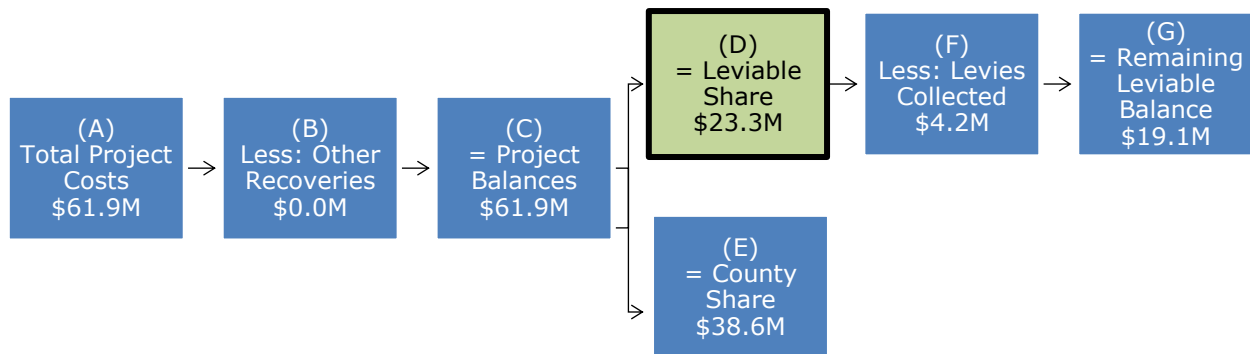 (A)
Total Project
Costs
$61.9M
(B)
Less: Other
Recoveries
$0.0M
(C)
= Project
Balances
$61.9M
(D)
= Leviable
Share
$23.3M
(E)
= County
Share
$38.6M
(F)
Less: Levies
Collected
$4.2M
(G)
= Remaining
Leviable
Balance
$19.1M